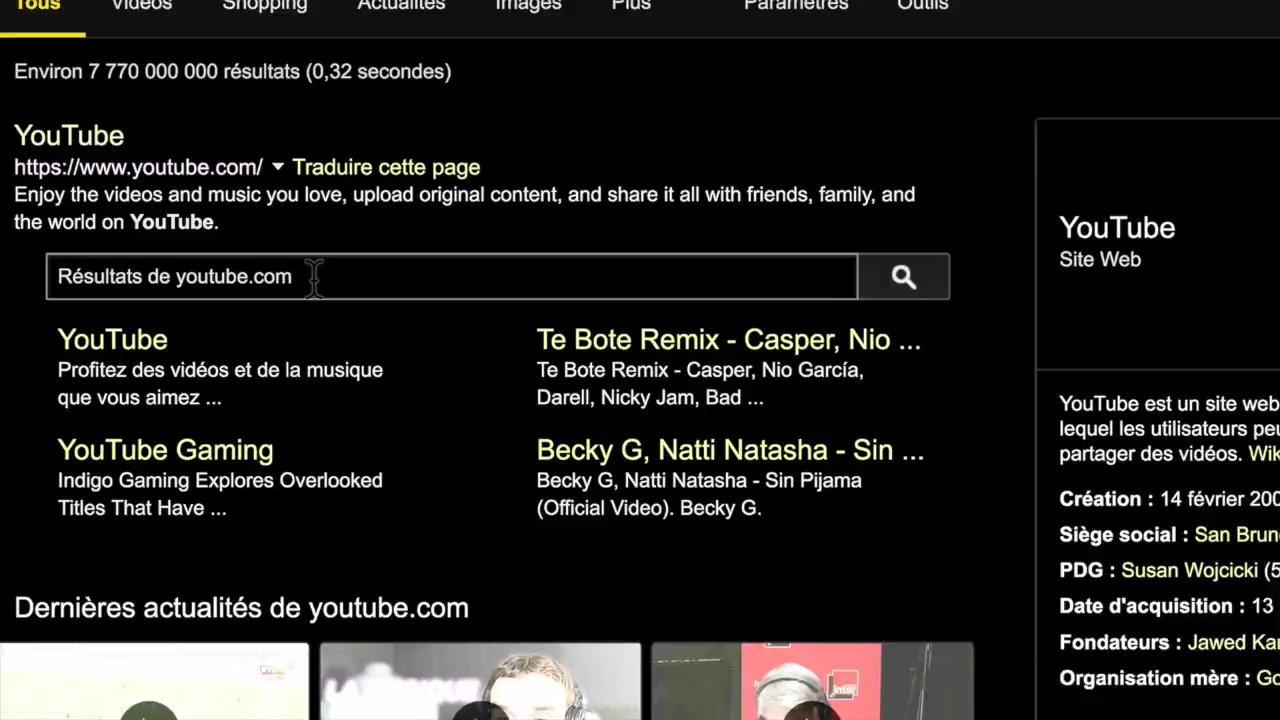 Tous Vidéos Shopping Actualités Images Plus Paramètres Outils
Environ 7 770 000 000 résultats (0,32 secondes)
YouTube
https://www.youtube.com/ Traduire cette page
Enjoy the videos and music you love, upload original content, and share it all with friends, family, and
the world on YouTube.
Résultats de youtube.com
YouTube
Profitez des vidéos et de la musique
que vous aimez ...
Te Bote Remix - Casper, Nio ...
Te Bote Remix - Casper, Nio García,
Darell, Nicky Jam, Bad ...
YouTube Gaming
Indigo Gaming Explores Overlooked
Titles That Have ...
Becky G, Natti Natasha - Sin ...
Becky G, Natti Natasha - Sin Pijama
(Official Video). Becky G.
Dernières actualités de youtube.com
inter
YouTube
Site Web
YouTube est un site web
lequel les utilisateurs peu
partager des vidéos. Wik
Création : 14 février 200
Siège social : San Brun
PDG : Susan Wojcicki (5
Date d'acquisition : 13
Fondateurs : Jawed Kar
Organisation mère : Go